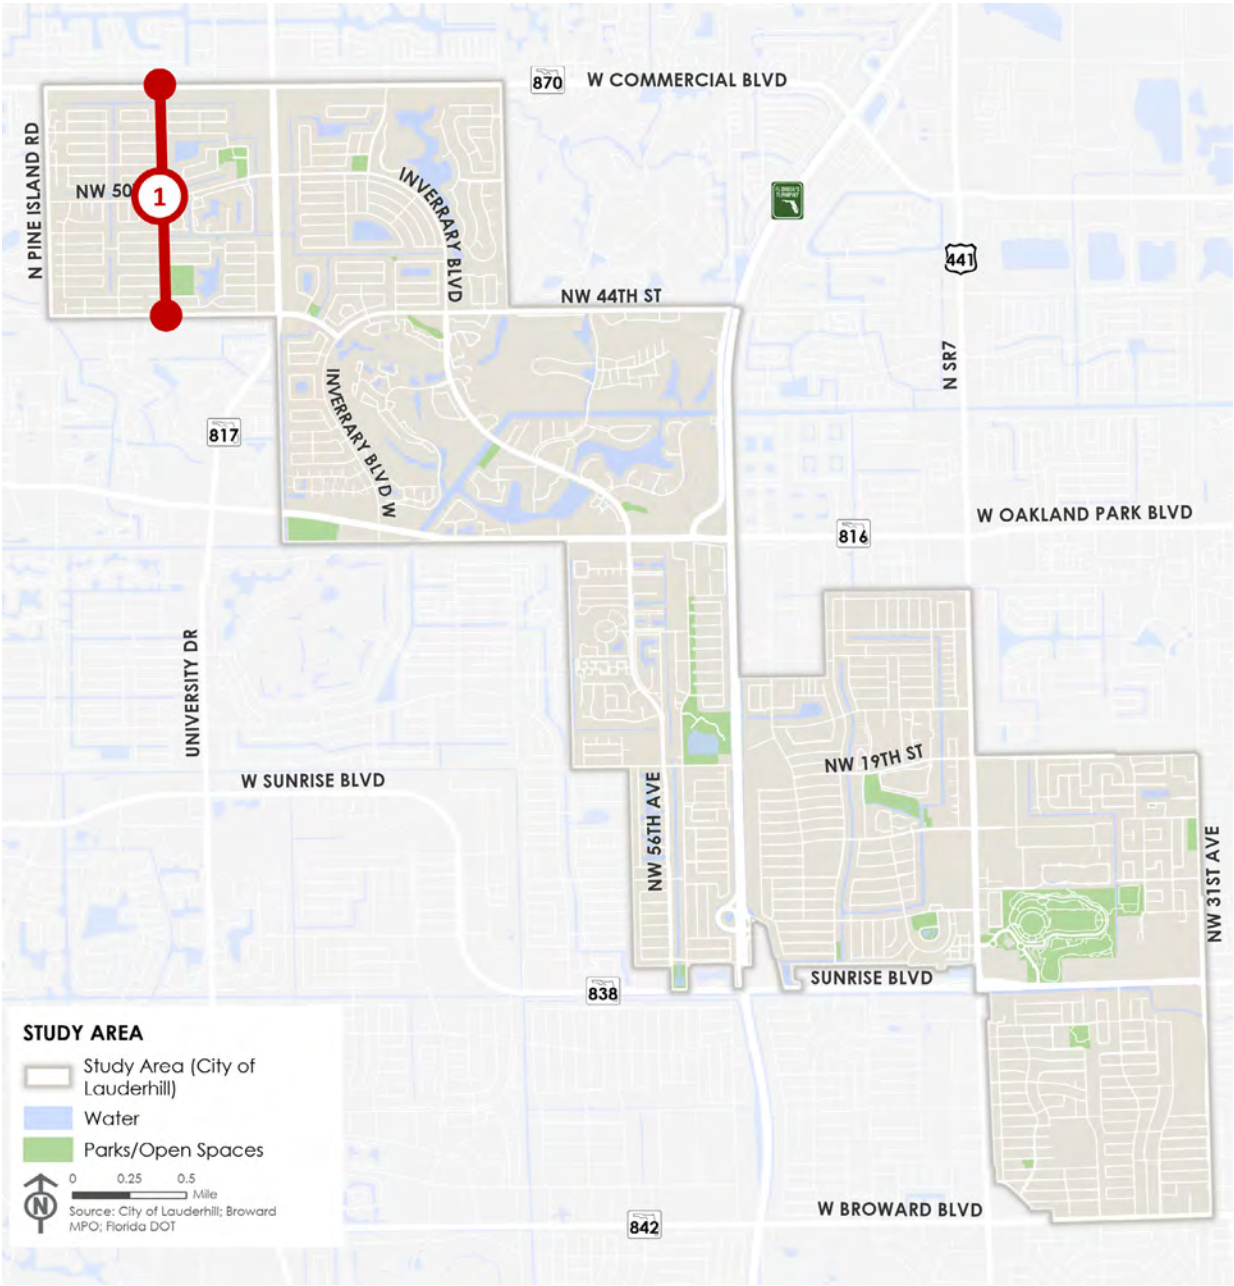 870
W COMMERCIAL BLVD
N PINE ISLAND RD
NW 50
1
INVERRARY BLVD
FLORIDA'S
TURNPIKE
441
NW 44TH ST
N SR7
INVERRARY BLVD W
817
816
W OAKLAND PARK BLVD
UNIVERSITY DR
W SUNRISE BLVD
NW 19TH ST
NW 56TH AVE
NW 31ST AVE
SUNRISE BLVD
838
STUDY AREA
Study Area (City of
Lauderhill)
Water
Parks/Open Spaces
N
0 0.25 0.5
Mile
Source: City of Lauderhill; Broward
MPO; Florida DOT
W BROWARD BLVD
842